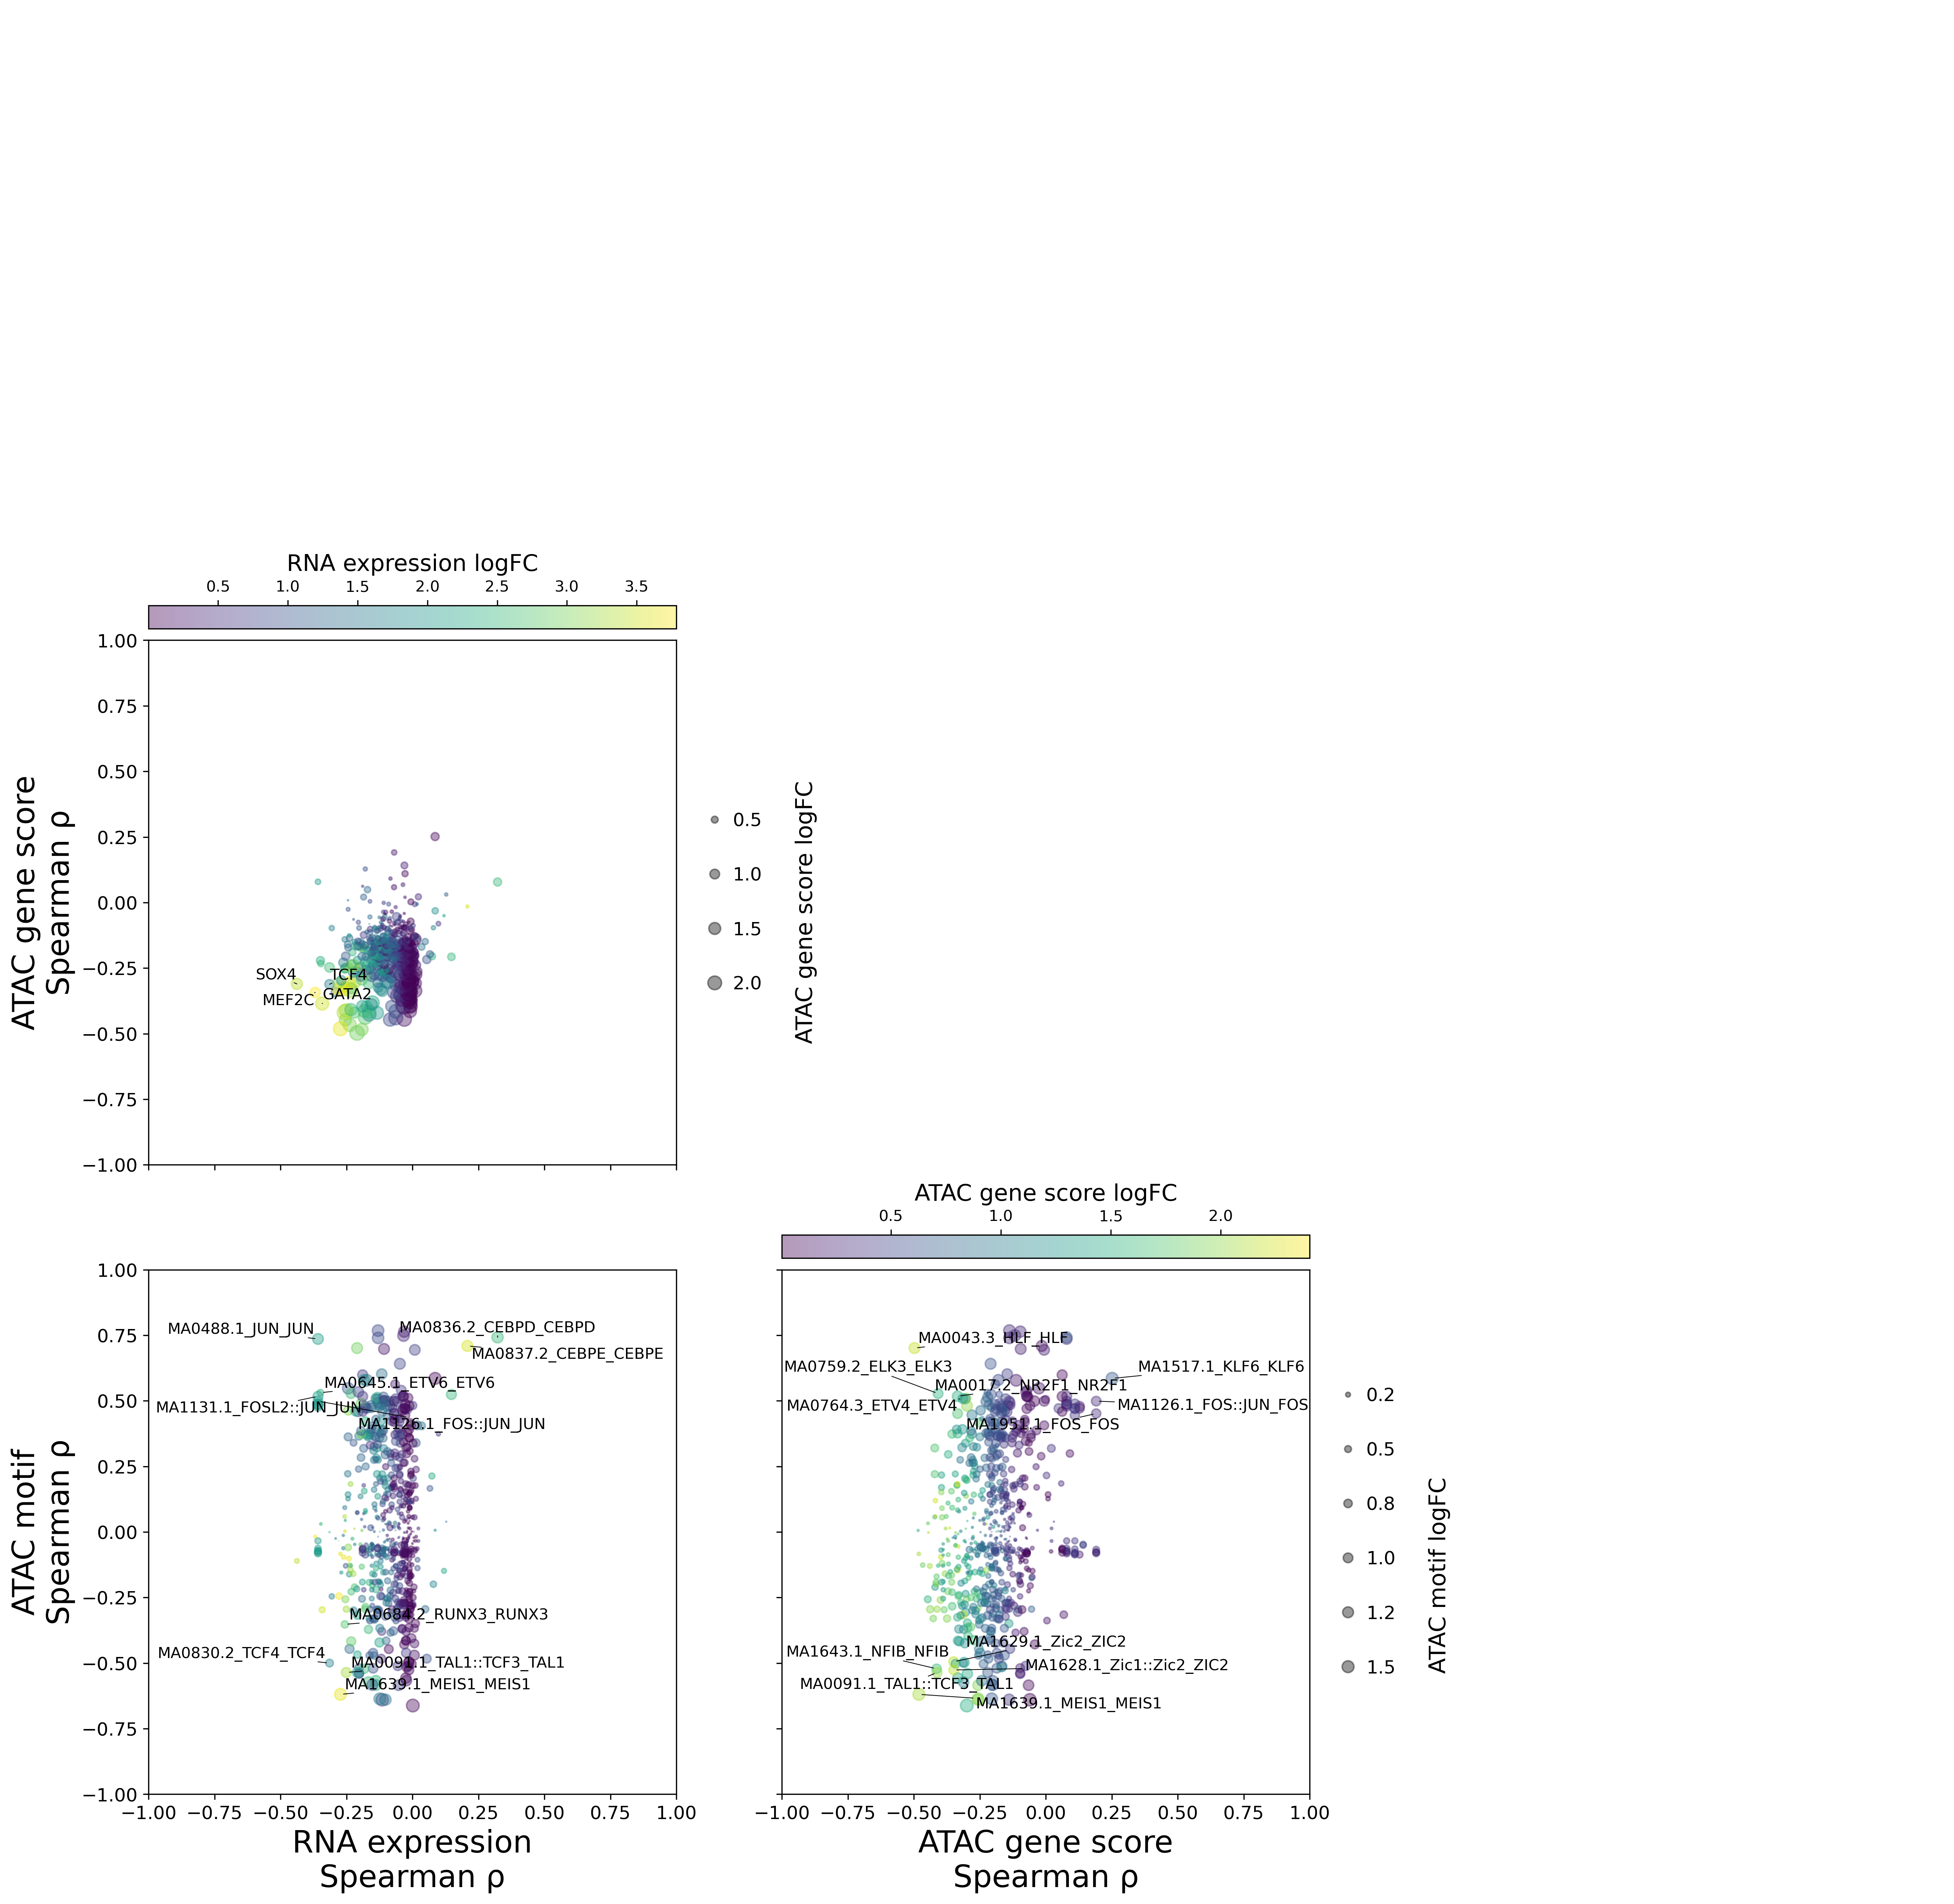 RNA expression logFC
0.5 1.0 1.5 2.0 2.5 3.0 3.5
1.00
0.75
0.50
0.25
0.00
−0.25
−0.50
−0.75
−1.00
ATAC gene score
Spearman ρ
SOX4
TCF4
MEF2C
GATA2
0.5
1.0
1.5
2.0
ATAC gene score logFC
ATAC gene score logFC
0.5 1.0 1.5 2.0
1.00
0.75
0.50
0.25
0.00
−0.25
−0.50
−0.75
−1.00
ATAC motif
Spearman ρ
MA0488.1_JUN_JUN
MA0836.2_CEBPD_CEBPD
MA0837.2_CEBPE_CEBPE
MA0645.1_ETV6_ETV6
MA1131.1_FOSL2::JUN_JUN
MA1126.1_FOS::JUN_JUN
MA0684.2_RUNX3_RUNX3
MA0830.2_TCF4_TCF4
MA0091.1_TAL1::TCF3_TAL1
MA1639.1_MEIS1_MEIS1
−1.00 −0.75 −0.50 −0.25 0.00 0.25 0.50 0.75 1.00
RNA expression
Spearman ρ
MA0043.3_HLF_HLF
MA0759.2_ELK3_ELK3
MA1517.1_KLF6_KLF6
MA0017.2_NR2F1_NR2F1
MA0764.3_ETV4_ETV4
MA1126.1_FOS::JUN_FOS
MA1951.1_FOS_FOS
MA1629.1_Zic2_ZIC2
MA1643.1_NFIB_NFIB
MA1628.1_Zic1::Zic2_ZIC2
MA0091.1_TAL1::TCF3_TAL1
MA1639.1_MEIS1_MEIS1
−1.00 −0.75 −0.50 −0.25 0.00 0.25 0.50 0.75 1.00
ATAC gene score
Spearman ρ
0.2
0.5
0.8
1.0
1.2
1.5
ATAC motif logFC